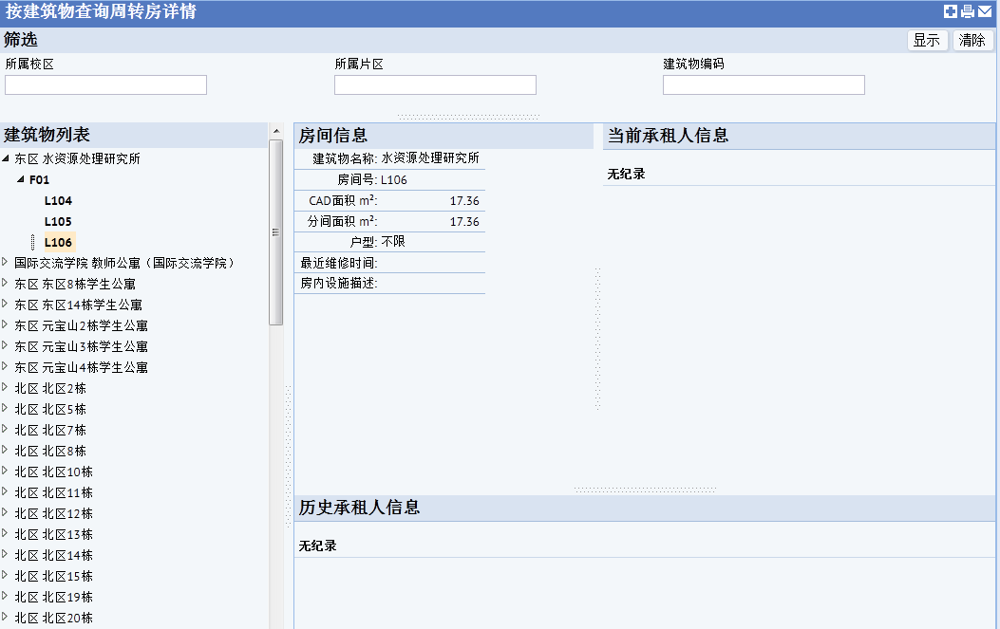 按建筑物查询周转房详情
筛选
显示 清除
所属校区 所属片区 建筑物编码
建筑物列表
东区 水资源处理研究所
F01
L104
L105
L106
国际交流学院 教师公寓（国际交流学院）
东区 东区8栋学生公寓
东区 东区14栋学生公寓
东区 元宝山2栋学生公寓
东区 元宝山3栋学生公寓
东区 元宝山4栋学生公寓
北区 北区2栋
北区 北区5栋
北区 北区7栋
北区 北区8栋
北区 北区10栋
北区 北区11栋
北区 北区12栋
北区 北区13栋
北区 北区14栋
北区 北区15栋
北区 北区19栋
北区 北区20栋
房间信息
建筑物名称: 水资源处理研究所
房间号: L106
CAD面积 m²: 17.36
分间面积 m²: 17.36
户型: 不限
最近维修时间:
房内设施描述:
当前承租人信息
无纪录
历史承租人信息
无纪录